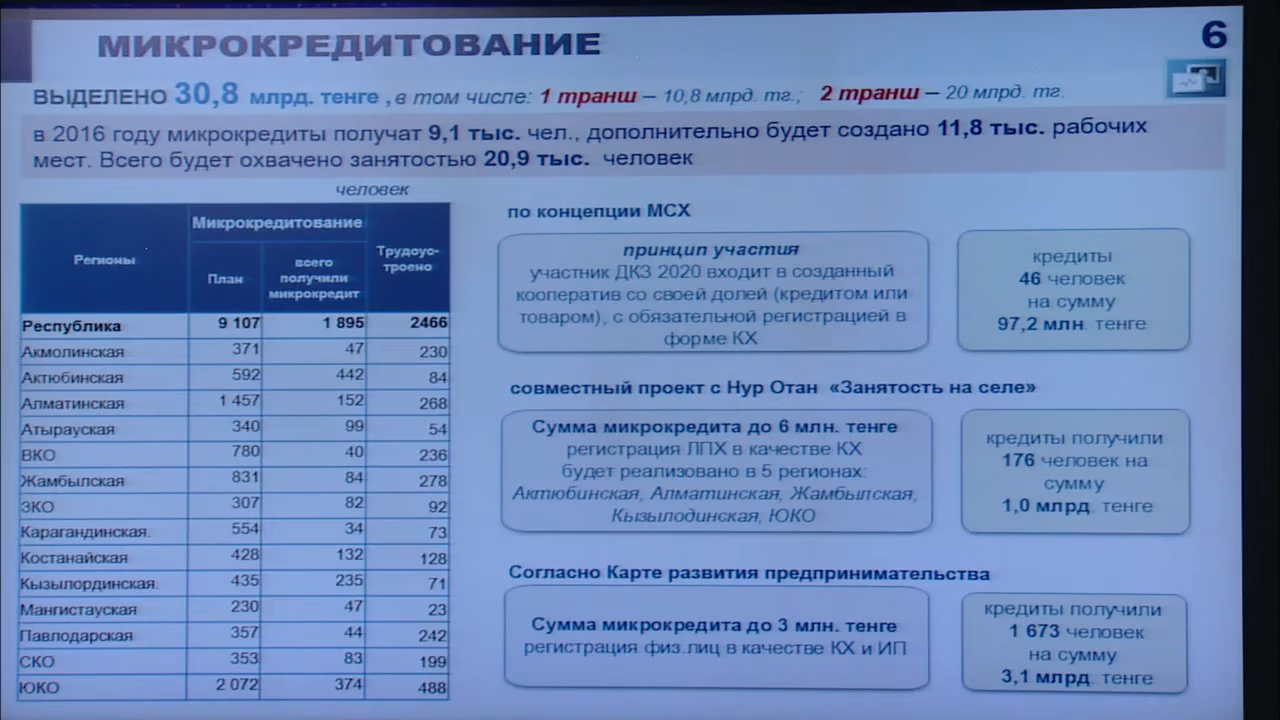 МИКРОКРЕДИТОВАНИЕ
6
ВЫДЕЛЕНО 30,8 млрд. тенге , в том числе: 1 транш – 10,8 млрд. тг.; 2 транш – 20 млрд. тг.
в 2016 году микрокредиты получат 9,1 тыс. чел., дополнительно будет создано 11,8 тыс. рабочих
мест. Всего будет охвачено занятостью 20,9 тыс. человек
человек
Регионы Микрокредитование Трудоус-троено
План всего получили микрокредит
Республика 9 107 1 895 2466
Акмолинская 371 47 230
Актюбинская 592 442 84
Алматинская 1 457 152 268
Атырауская 340 99 54
ВКО 780 40 236
Жамбылская 831 84 278
ЗКО 307 82 92
Карагандинская. 554 34 73
Костанайская 428 132 128
Кызылординская. 435 235 71
Мангистауская 230 47 23
Павлодарская 357 44 242
СКО 353 83 199
ЮКО 2 072 374 488
по концепции МСХ
принцип участия
участник ДКЗ 2020 входит в созданный
кооператив со своей долей (кредитом или
товаром), с обязательной регистрацией в
форме КХ
кредиты
46 человек
на сумму
97,2 млн. тенге
совместный проект с Нур Отан «Занятость на селе»
Сумма микрокредита до 6 млн. тенге
регистрация ЛПХ в качестве КХ
будет реализовано в 5 регионах:
Актюбинская, Алматинская, Жамбылская,
Кызылодинская, ЮКО
кредиты получили
176 человек на
сумму
1,0 млрд. тенге
Согласно Карте развития предпринимательства
Сумма микрокредита до 3 млн. тенге
регистрация физ.лиц в качестве КХ и ИП
кредиты получили
1 673 человек
на сумму
3,1 млрд. тенге